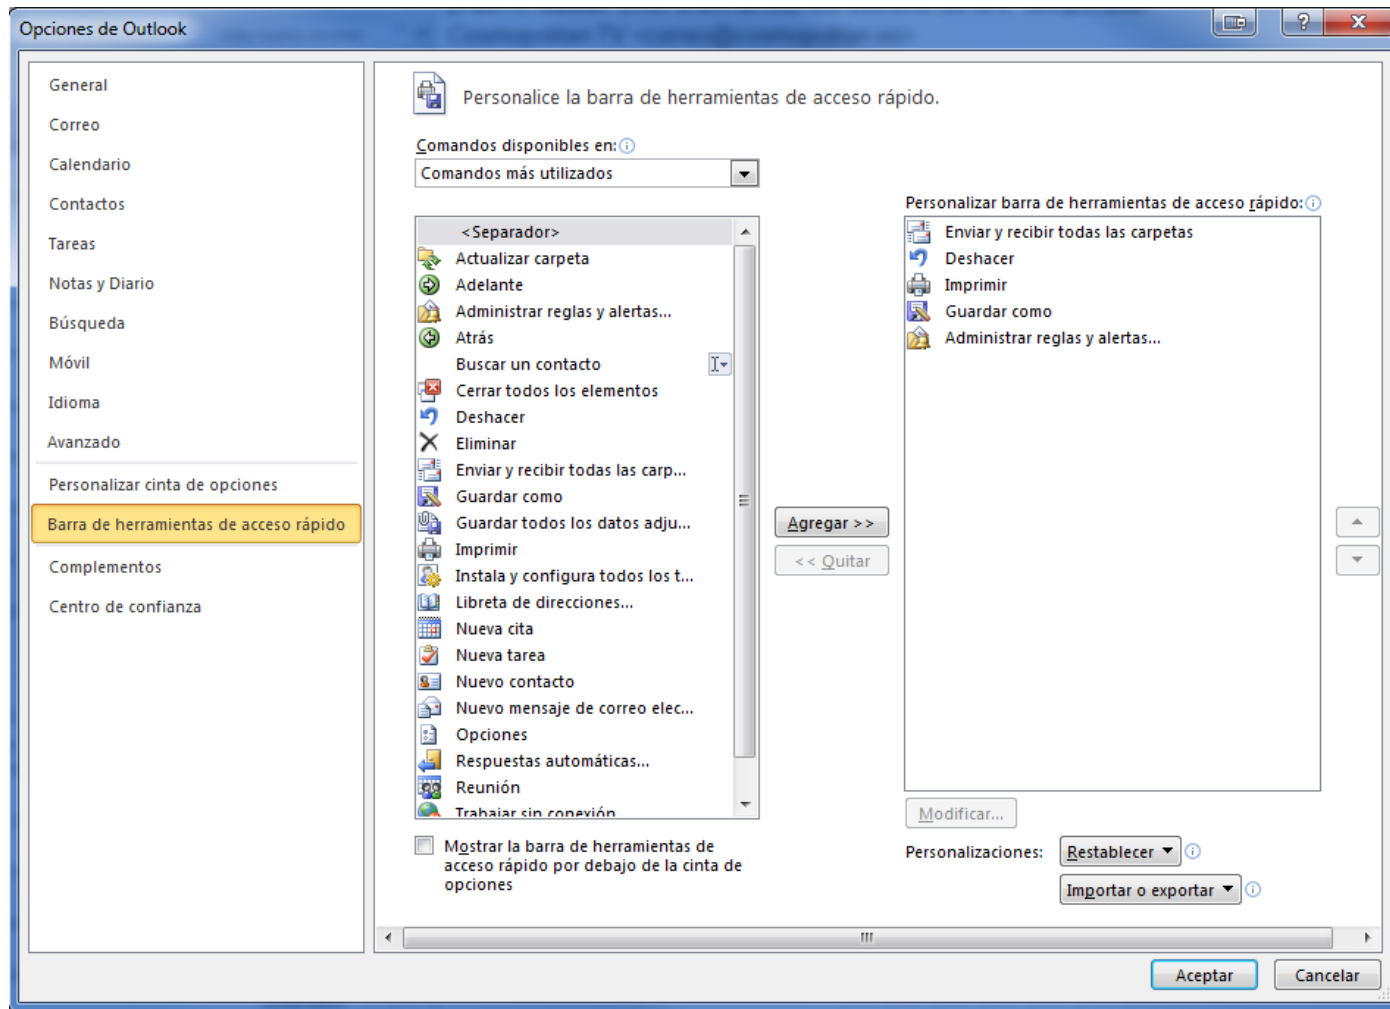 Opciones de Outlook
General
Correo
Calendario
Contactos
Tareas
Notas y Diario
Búsqueda
Móvil
Idioma
Avanzado
Personalizar cinta de opciones
Barra de herramientas de acceso rápido
Complementos
Centro de confianza
Personalice la barra de herramientas de acceso rápido.
Comandos disponibles en:
Comandos más utilizados
<Separador>
Actualizar carpeta
Adelante
Administrar reglas y alertas...
Atrás
Buscar un contacto
Cerrar todos los elementos
Deshacer
Eliminar
Enviar y recibir todas las carp...
Guardar como
Guardar todos los datos adju...
Imprimir
Instala y configura todos los t...
Libreta de direcciones...
Nueva cita
Nueva tarea
Nuevo contacto
Nuevo mensaje de correo elec...
Opciones
Respuestas automáticas...
Reunión
Trabajar sin conexión
Mostrar la barra de herramientas de
acceso rápido por debajo de la cinta de
opciones
Agregar >>
<< Quitar
Personalizar barra de herramientas de acceso rápido:
Enviar y recibir todas las carpetas
Deshacer
Imprimir
Guardar como
Administrar reglas y alertas...
Modificar...
Personalizaciones:
Restablecer
Importar o exportar
Aceptar
Cancelar